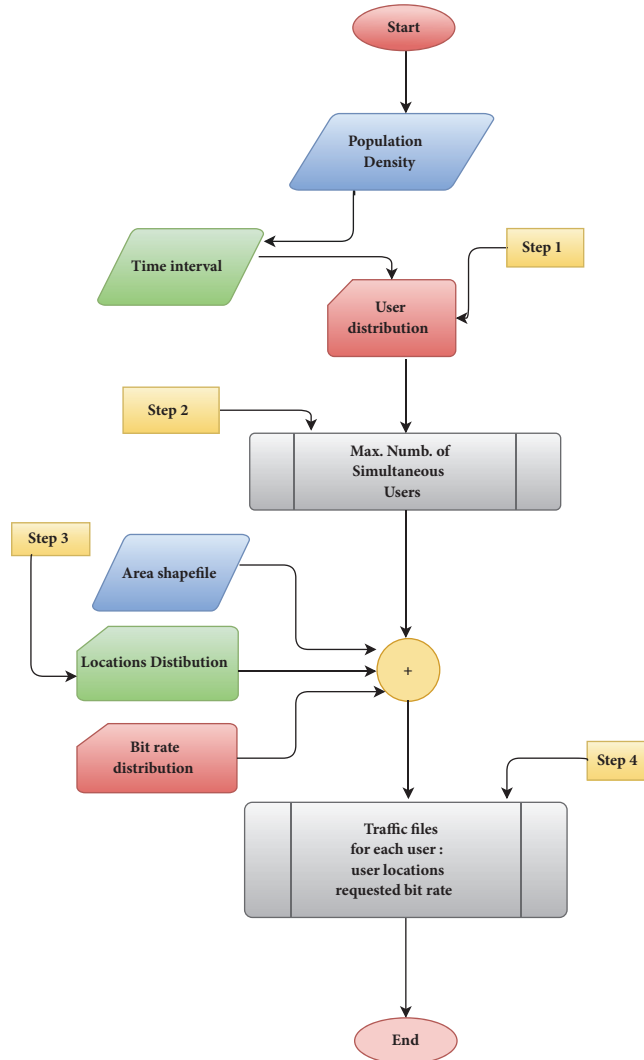 Start
Population
Density
Time interval
Step 1
User
distribution
Step 2
Max. Numb. of
Simultaneous
Users
Step 3
Area shapefile
Locations Distibution
+
Bit rate
distribution
Step 4
Traffic files
for each user :
user locations
requested bit rate
End